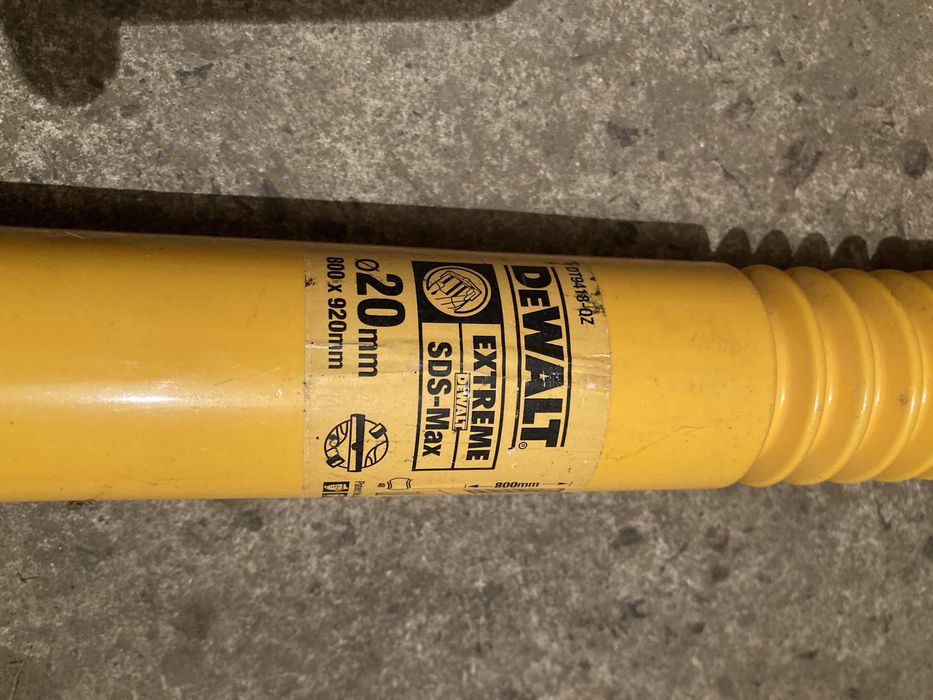 DT9418-QZ
DEWALT®
EXTREME
DEWALT
SDS-Max
Ø20mm
800 x 920mm
800mm